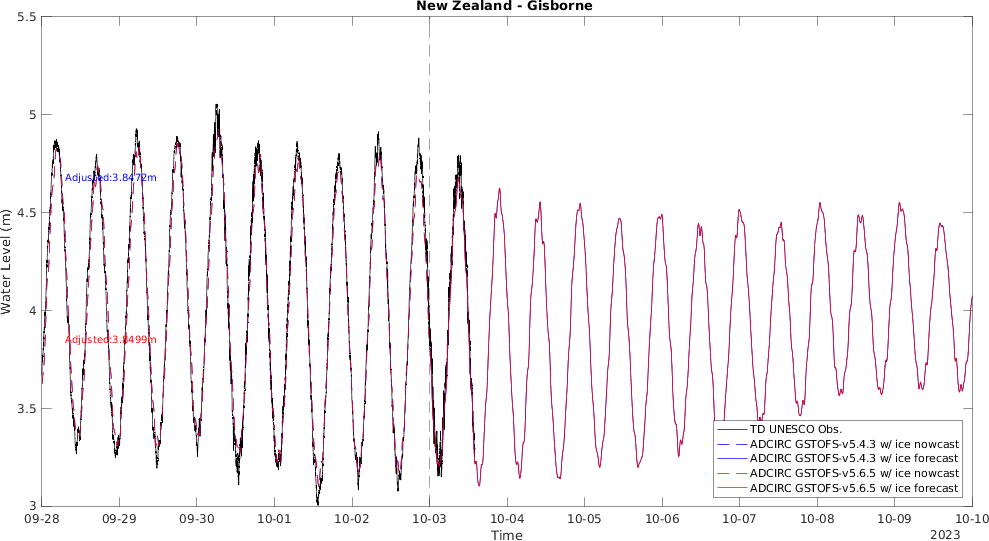 New Zealand - Gisborne
5.5
5
4.5
4
3.5
3
Water Level (m)
Adjusted:3.8472m
Adjusted:3.8499m
TD UNESCO Obs.
ADCIRC GSTOFS-v5.4.3 w/ ice nowcast
ADCIRC GSTOFS-v5.4.3 w/ ice forecast
ADCIRC GSTOFS-v5.6.5 w/ ice nowcast
ADCIRC GSTOFS-v5.6.5 w/ ice forecast
09-28 09-29 09-30 10-01 10-02 10-03 10-04 10-05 10-06 10-07 10-08 10-09 10-10
Time
2023